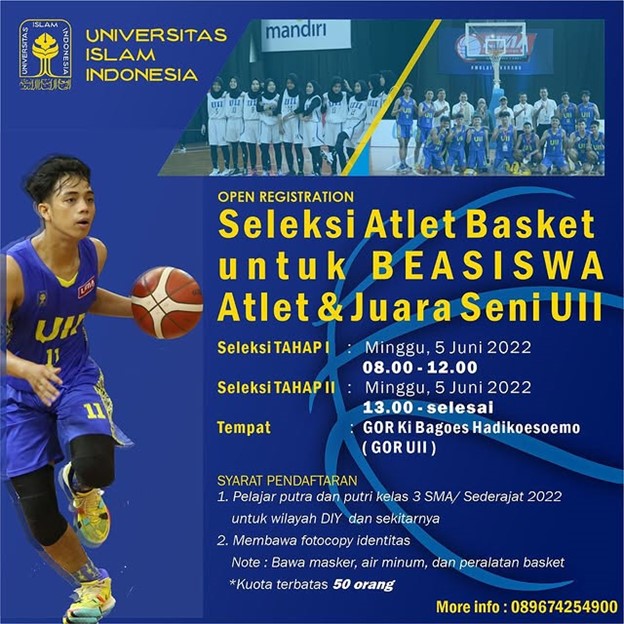 UNIVERSITAS
ISLAM
INDONESIA
mandiri
OPEN REGISTRATION
Seleksi Atlet Basket
untuk BEASISWA
Atlet & Juara Seni UII
Seleksi TAHAP I : Minggu, 5 Juni 2022
08.00 - 12.00
Seleksi TAHAP II : Minggu, 5 Juni 2022
13.00 - selesai
Tempat : GOR Ki Bagoes Hadikoesoemo
( GOR UII )
UII
11
11
SYARAT PENDAFTARAN
1. Pelajar putra dan putri kelas 3 SMA/ Sederajat 2022
untuk wilayah DIY dan sekitarnya
2. Membawa fotocopy identitas
Note : Bawa masker, air minum, dan peralatan basket
*Kuota terbatas 50 orang
More info : 089674254900